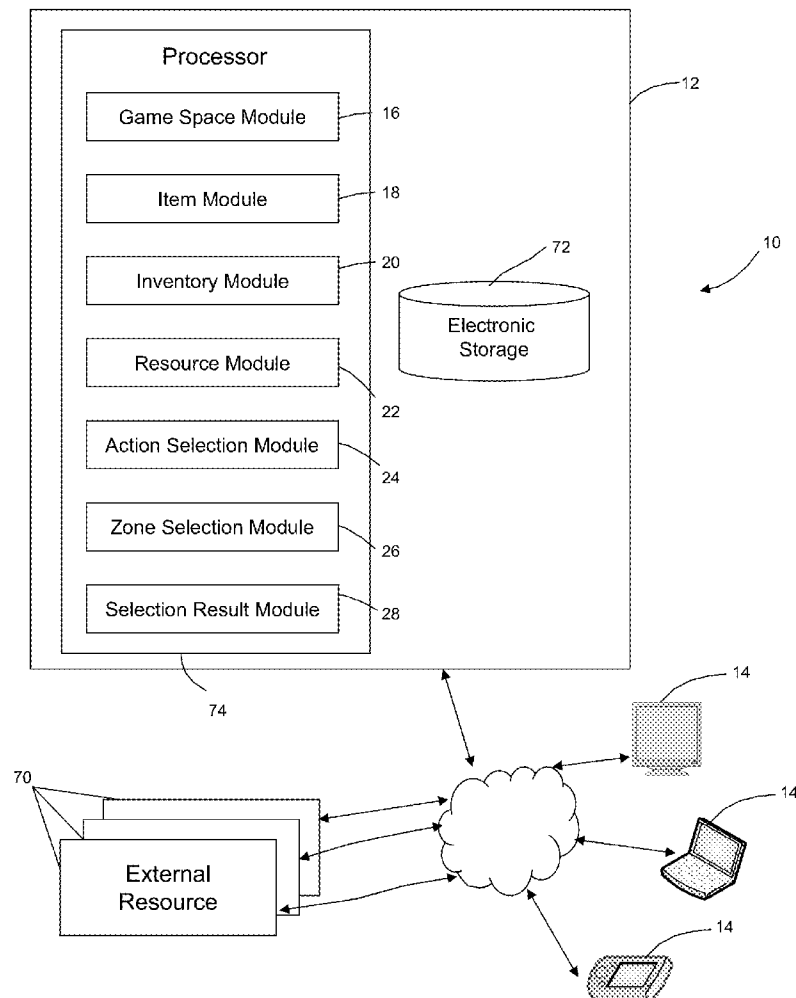 Processor
12
Game Space Module
16
Item Module
18
Inventory Module
20
72
10
Electronic
Storage
Resource Module
22
Action Selection Module
24
Zone Selection Module
26
Selection Result Module
28
74
14
70
14
External
Resource
14